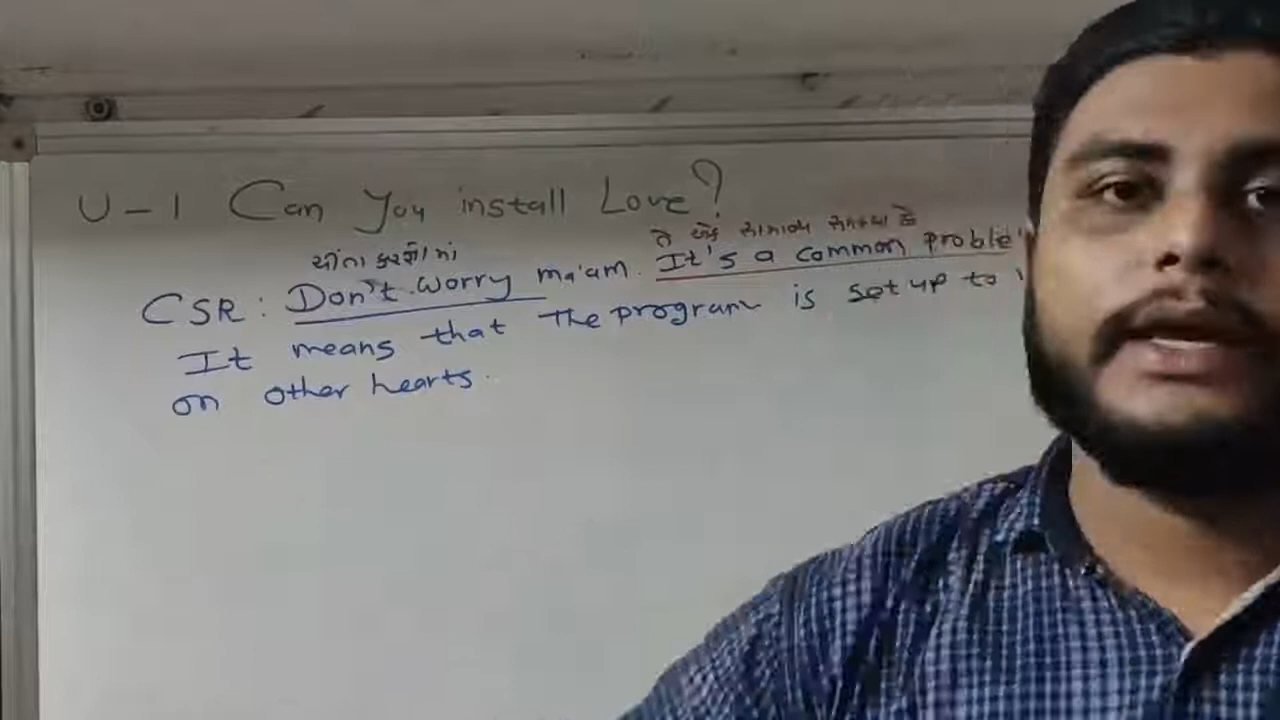 U-1 Can You install Love?
ચીંતા કરશો માં
તે એક સામાન્ય સમસ્યા છે
CSR: Don't worry ma'am. It's a common proble
It means that the program is set up to
on other hearts.